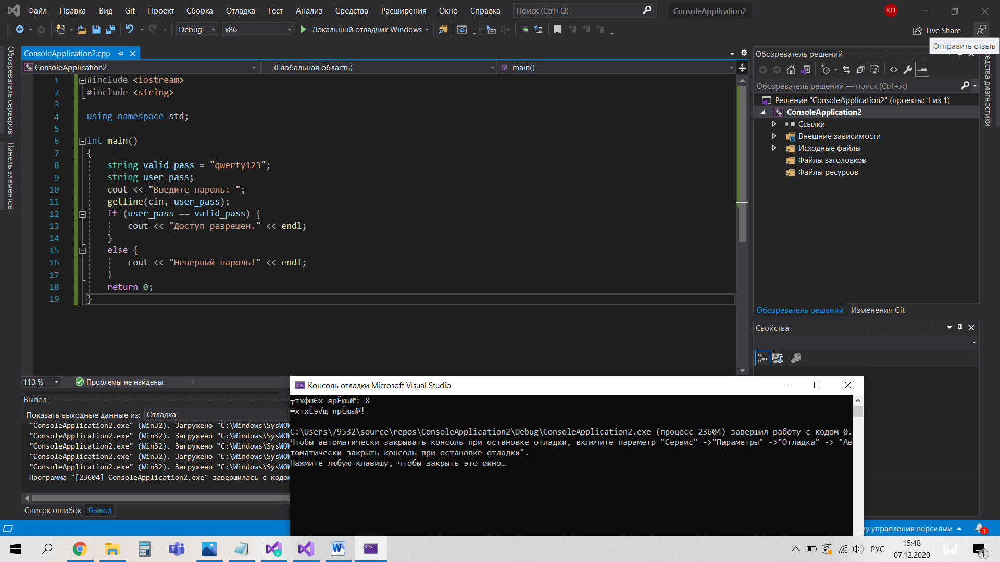 Файл Правка Вид Git Проект Сборка Отладка Тест Анализ Средства Расширения Окно Справка Поиск (Ctrl+Q) ConsoleApplication2 КП
Debug x86 Локальный отладчик Windows Live Share
Отправить отзыв
Обозреватель серверов
Панель элементов
ConsoleApplication2.cpp
ConsoleApplication2 (Глобальная область) main()
1 #include <iostream>
2 #include <string>
3
4 using namespace std;
5
6 int main()
7 {
8 string valid_pass = "qwerty123";
9 string user_pass;
10 cout << "Введите пароль: ";
11 getline(cin, user_pass);
12 if (user_pass == valid_pass) {
13 cout << "Доступ разрешен." << endl;
14 }
15 else {
16 cout << "Неверный пароль!" << endl;
17 }
18 return 0;
19 }
110 % Проблемы не найдены.
Обозреватель решений
Обозреватель решений — поиск (Ctrl+ж)
Решение "ConsoleApplication2" (проекты: 1 из 1)
ConsoleApplication2
Ссылки
Внешние зависимости
Исходные файлы
Файлы заголовков
Файлы ресурсов
Обозреватель решений Изменения Git
диагностики
Свойства
Вывод
Показать выходные данные из: Отладка
"ConsoleApplication2.exe" (Win32). Загружено "C:\Windows\SysWOW
"ConsoleApplication2.exe" (Win32). Загружено "C:\Windows\SysWOW
"ConsoleApplication2.exe" (Win32). Загружено "C:\Windows\SysWOW
"ConsoleApplication2.exe" (Win32). Загружено "C:\Windows\SysWOW
"ConsoleApplication2.exe" (Win32). Загружено "C:\Windows\SysWOW
Программа "[23604] ConsoleApplication2.exe" завершилась с кодом
Список ошибок Вывод
Консоль отладки Microsoft Visual Studio
┬тхфшЄх ярЁюы№: 8
═хтхЁэ√щ ярЁюы№!
C:\Users\79532\source\repos\ConsoleApplication2\Debug\ConsoleApplication2.exe (процесс 23604) завершил работу с кодом 0.
Чтобы автоматически закрывать консоль при остановке отладки, включите параметр "Сервис" ->"Параметры" ->"Отладка" -> "Ав
томатически закрыть консоль при остановке отладки".
Нажмите любую клавишу, чтобы закрыть это окно…
управления версиями 1
РУС 15:48
07.12.2020 1